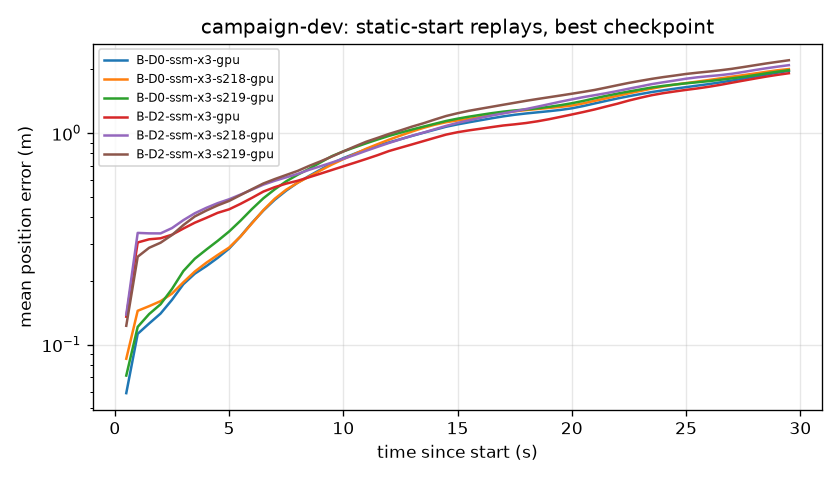 campaign-dev: static-start replays, best checkpoint
B-D0-ssm-x3-gpu
B-D0-ssm-x3-s218-gpu
B-D0-ssm-x3-s219-gpu
B-D2-ssm-x3-gpu
B-D2-ssm-x3-s218-gpu
B-D2-ssm-x3-s219-gpu
mean position error (m)
10⁰
10⁻¹
0 5 10 15 20 25 30
time since start (s)